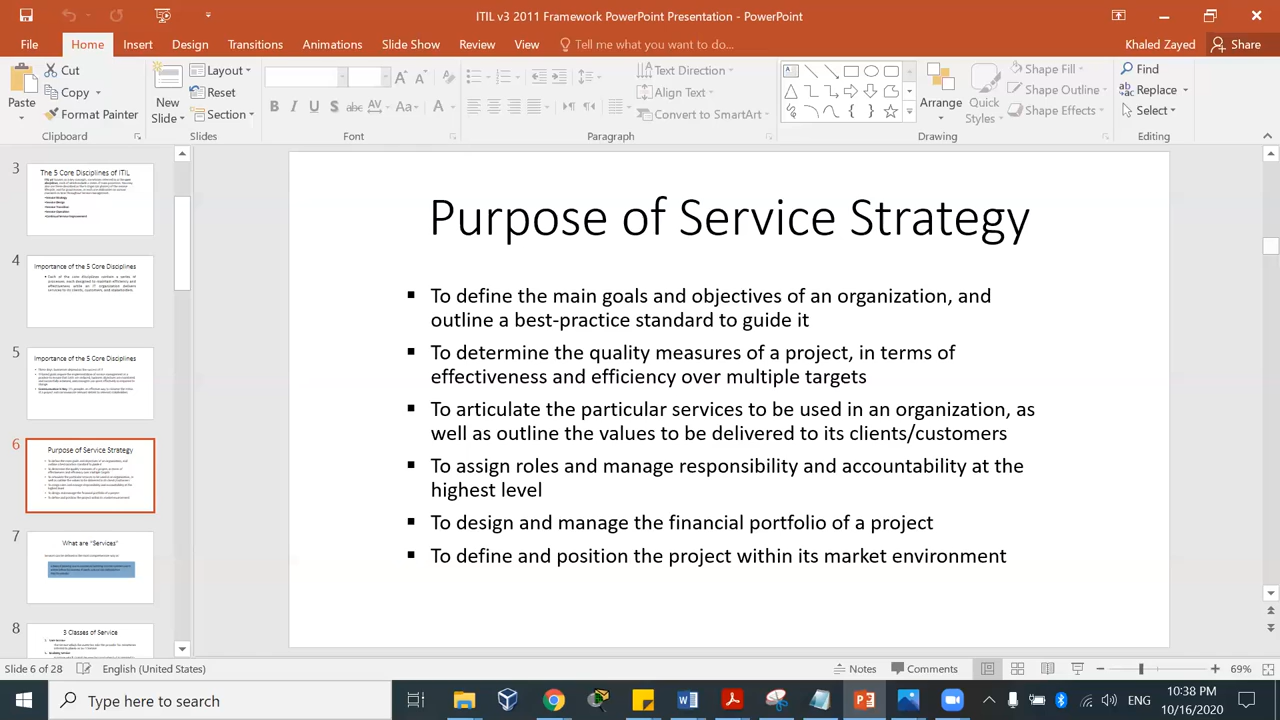 ITIL v3 2011 Framework PowerPoint Presentation - PowerPoint
File Home Insert Design Transitions Animations Slide Show Review View Tell me what you want to do... Khaled Zayed Share
Paste Cut Copy Format Painter
New Slide Layout Reset Section
Text Direction Align Text Convert to SmartArt
Arrange Quick Styles Shape Fill Shape Outline Shape Effects
Find Replace Select
Clipboard Slides Font Paragraph Drawing Editing
3
The 5 Core Disciplines of ITIL
4
Importance of the 5 Core Disciplines
5
Importance of the 5 Core Disciplines
6
Purpose of Service Strategy
7
What are "Services"
8
3 Classes of Service
Purpose of Service Strategy
▪ To define the main goals and objectives of an organization, and
outline a best-practice standard to guide it
▪ To determine the quality measures of a project, in terms of
effectiveness and efficiency over multiple targets
▪ To articulate the particular services to be used in an organization, as
well as outline the values to be delivered to its clients/customers
▪ To assign roles and manage responsibility and accountability at the
highest level
▪ To design and manage the financial portfolio of a project
▪ To define and position the project within its market environment
Slide 6 of 28 English (United States) Notes Comments 69%
Type here to search
ENG
10:38 PM
10/16/2020